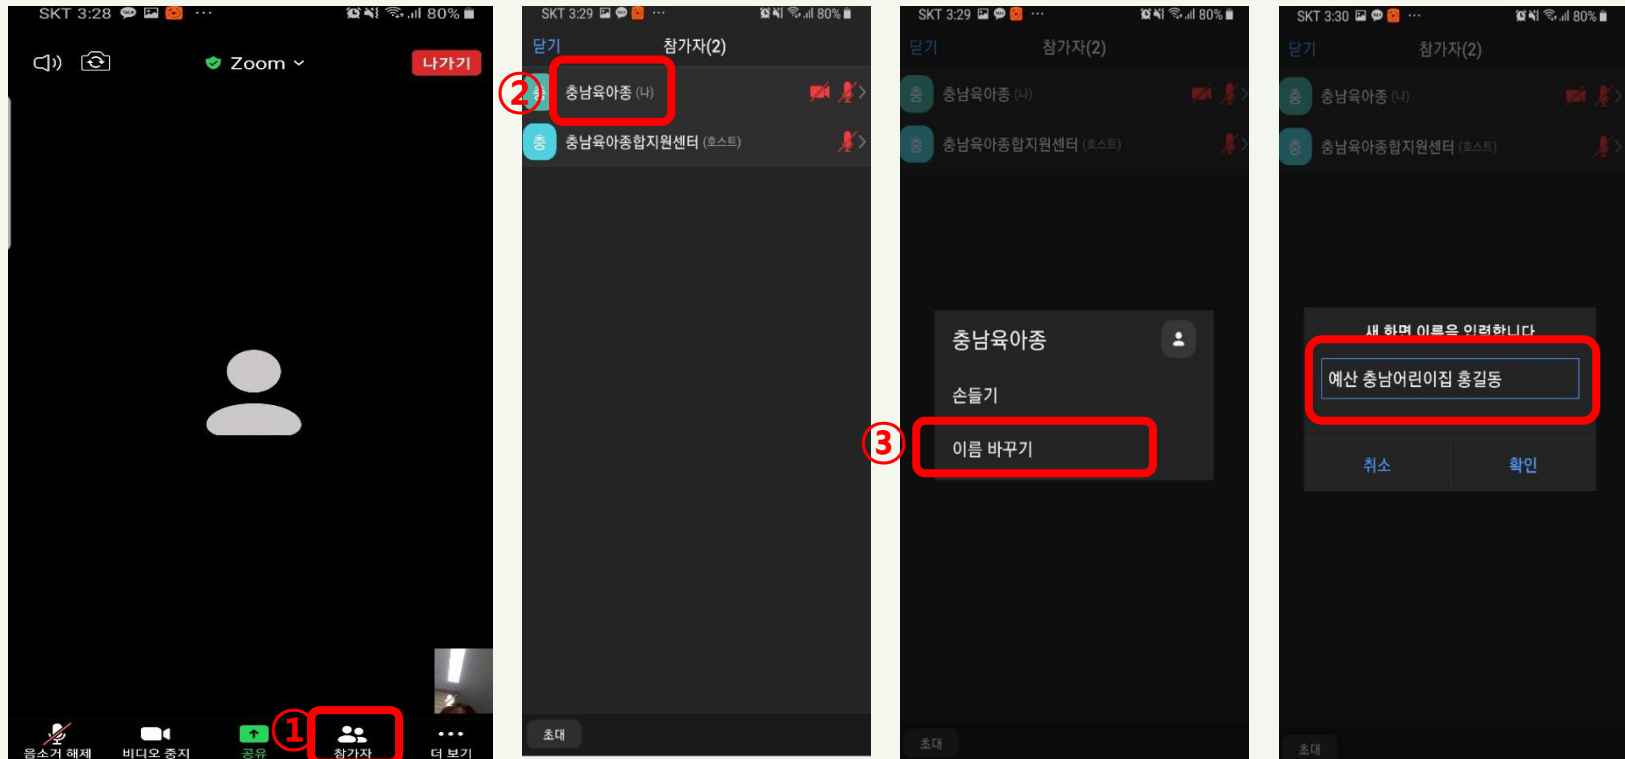 SKT 3:28 ··· 80%
Zoom
나가기
음소거 해제
비디오 중지
공유
①
참가자
더 보기
SKT 3:29 ··· 80%
닫기
참가자(2)
②
충
충남육아종 (나)
충
충남육아종합지원센터 (호스트)
초대
SKT 3:29 ··· 80%
닫기
참가자(2)
충
충남육아종 (나)
충
충남육아종합지원센터 (호스트)
충남육아종
손들기
③
이름 바꾸기
초대
SKT 3:30 ··· 80%
닫기
참가자(2)
충
충남육아종 (나)
충
충남육아종합지원센터 (호스트)
새 화면 이름을 입력합니다
예산 충남어린이집 홍길동
취소
확인
초대